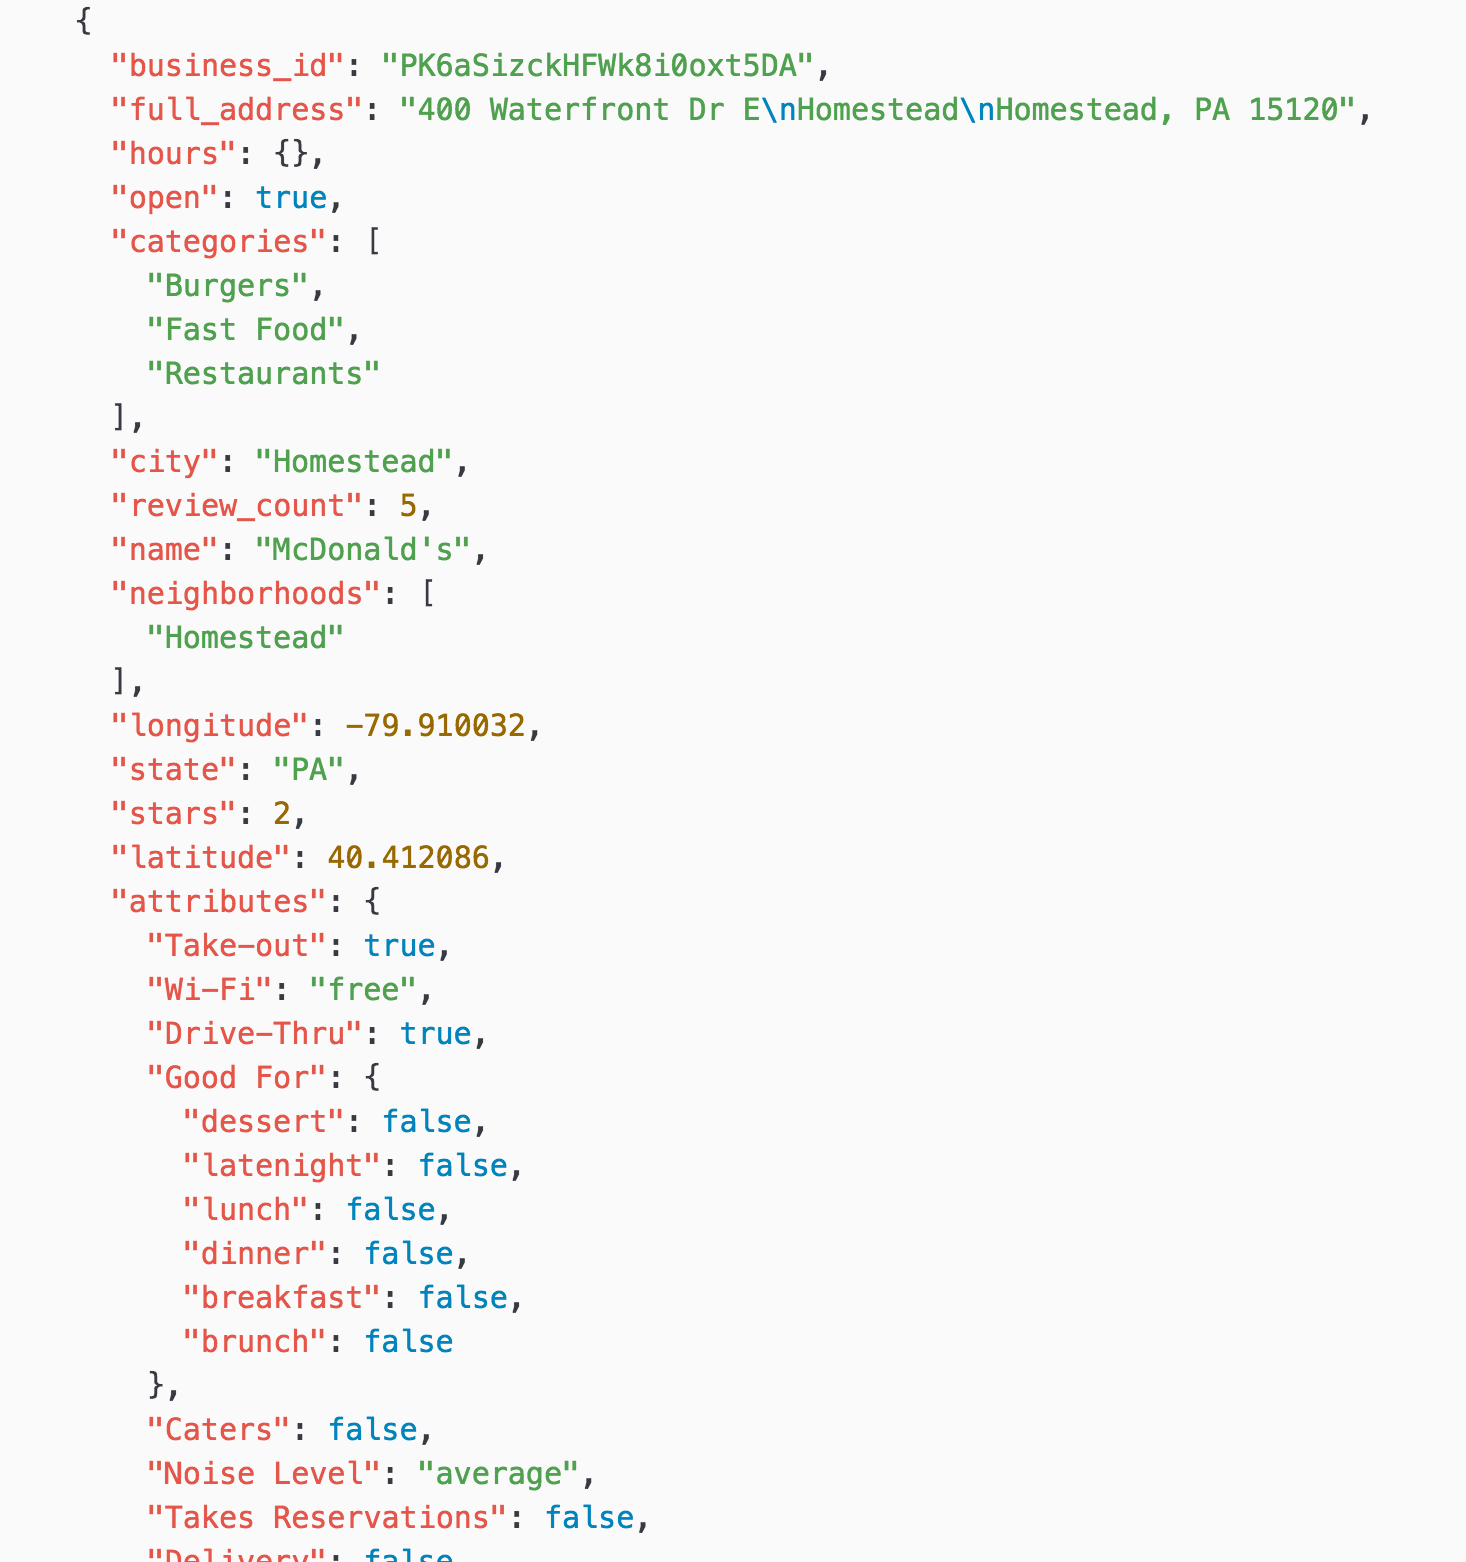 {
"business_id": "PK6aSizckHFWk8i0oxt5DA",
"full_address": "400 Waterfront Dr E\nHomestead\nHomestead, PA 15120",
"hours": {},
"open": true,
"categories": [
"Burgers",
"Fast Food",
"Restaurants"
],
"city": "Homestead",
"review_count": 5,
"name": "McDonald's",
"neighborhoods": [
"Homestead"
],
"longitude": -79.910032,
"state": "PA",
"stars": 2,
"latitude": 40.412086,
"attributes": {
"Take-out": true,
"Wi-Fi": "free",
"Drive-Thru": true,
"Good For": {
"dessert": false,
"latenight": false,
"lunch": false,
"dinner": false,
"breakfast": false,
"brunch": false
},
"Caters": false,
"Noise Level": "average",
"Takes Reservations": false,
"Delivery": false